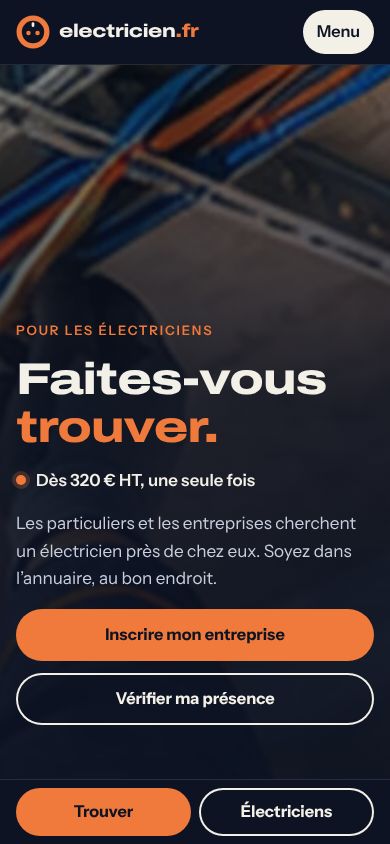 electricien.fr
Menu
POUR LES ÉLECTRICIENS
Faites-vous
trouver.
Dès 320 € HT, une seule fois
Les particuliers et les entreprises cherchent
un électricien près de chez eux. Soyez dans
l'annuaire, au bon endroit.
Inscrire mon entreprise
Vérifier ma présence
Trouver
Électriciens